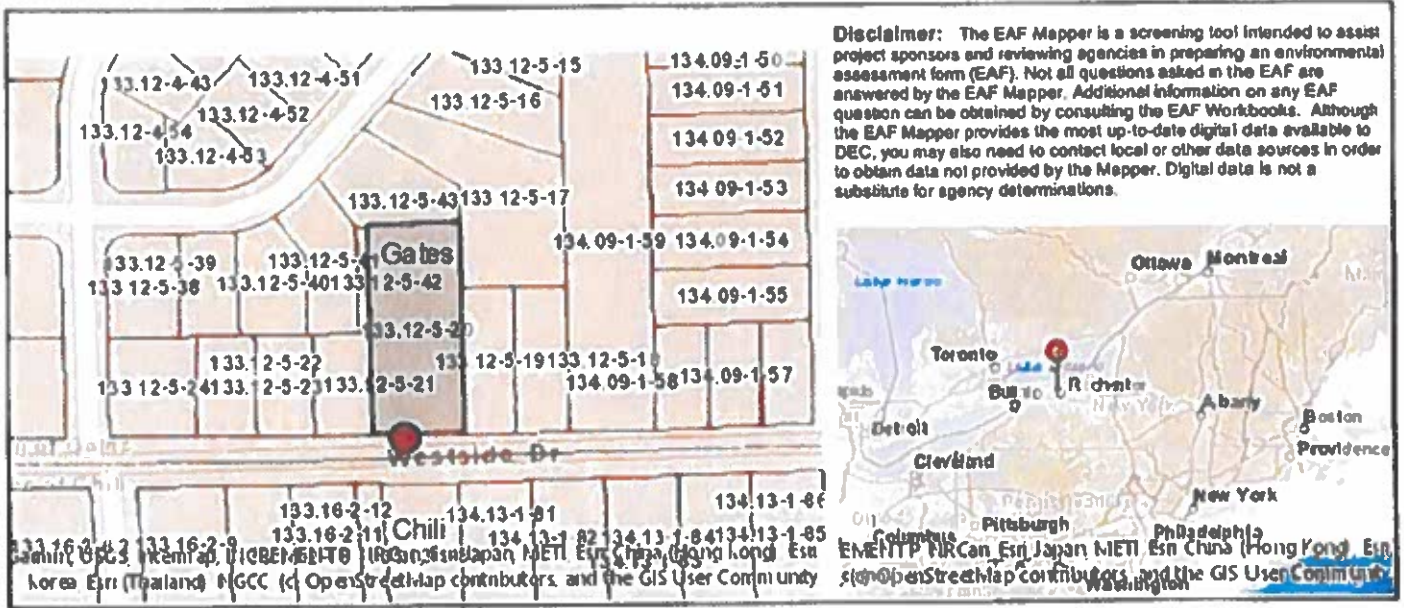 Disclaimer: The EAF Mapper is a screening tool intended to assist
project sponsors and reviewing agencies in preparing an environmental
assessment form (EAF). Not all questions asked in the EAF are
answered by the EAF Mapper. Additional information on any EAF
question can be obtained by consulting the EAF Workbooks. Although
the EAF Mapper provides the most up-to-date digital data available to
DEC, you may also need to contact local or other data sources in order
to obtain data not provided by the Mapper. Digital data is not a
substitute for agency determinations.
133.12-4-43
133.12-4-51
133.12-4-52
133.12-4-54
133.12-4-53
133.12-5-15
133.12-5-16
133.12-5-43
133 12-5-17
134.09-1-50
134.09-1-51
134 09-1-52
134.09-1-53
134.09-1-59
134.09-1-54
134.09-1-55
Gates
133.12-5-39
133 12-5-38
133.12-5-40
133 12-5-42
133.12-5-20
133.12-5-22
133 12-5-24
133.12-5-23
133.12-5-21
133 12-5-19
133.12-5-18
134.09-1-58
134.09-1-57
Westside Dr
133.16-2-12
133.16-2-11
133.16-2-9
Chili
134.13-1-81
134.13-1-82
134.13-1-84
134.13-1-85
134.13-1-86
Korea Esri (Thailand) NGCC (c) OpenStreetMap contributors, and the GIS User Community
Lake Huron
Ottawa
Montreal
Toronto
Detroit
Cleveland
New York
Albany
Boston
Providence
New York
Pittsburgh
Philadelphia
Columbus
Washington
NRCan Esri Japan METI Esri China (Hong Kong) Esri
OpenStreetMap contributors, and the GIS User Community